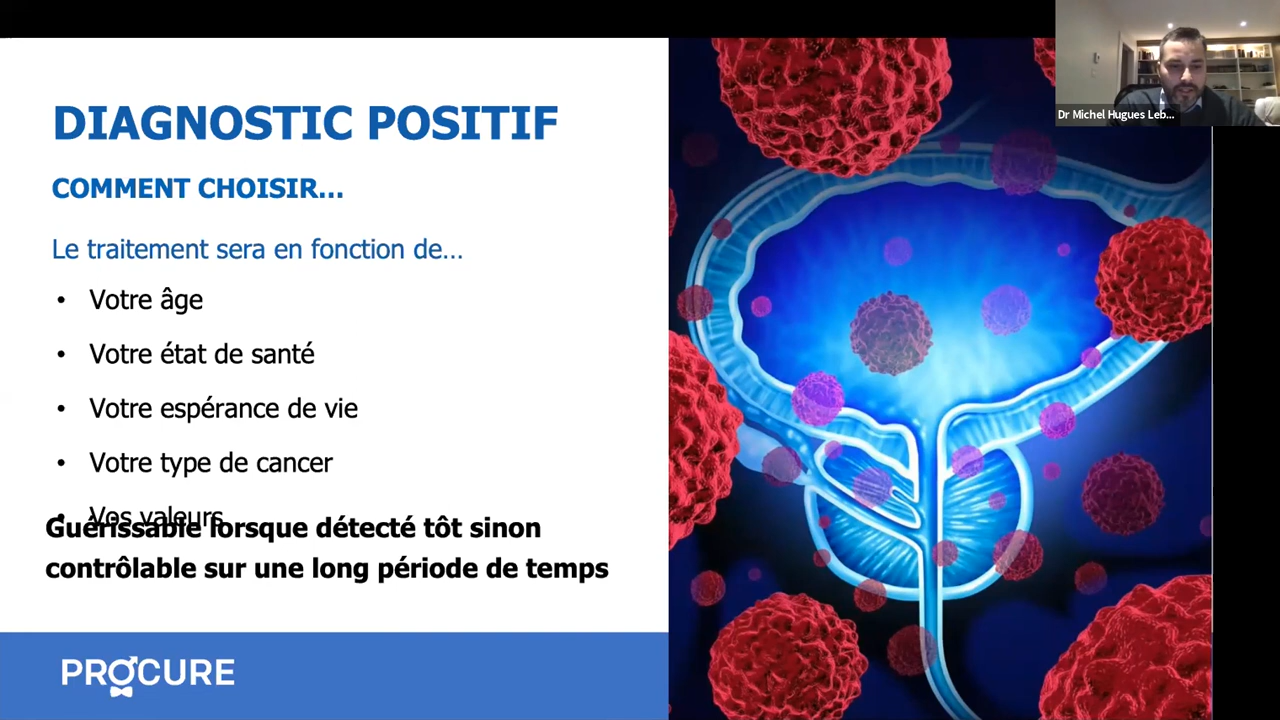 DIAGNOSTIC POSITIF
COMMENT CHOISIR...
Le traitement sera en fonction de...
• Votre âge
• Votre état de santé
• Votre espérance de vie
• Votre type de cancer
• Vos valeurs
Guérissable lorsque détecté tôt sinon
contrôlable sur une long période de temps
PROCURE
Dr Michel Hugues Leb...